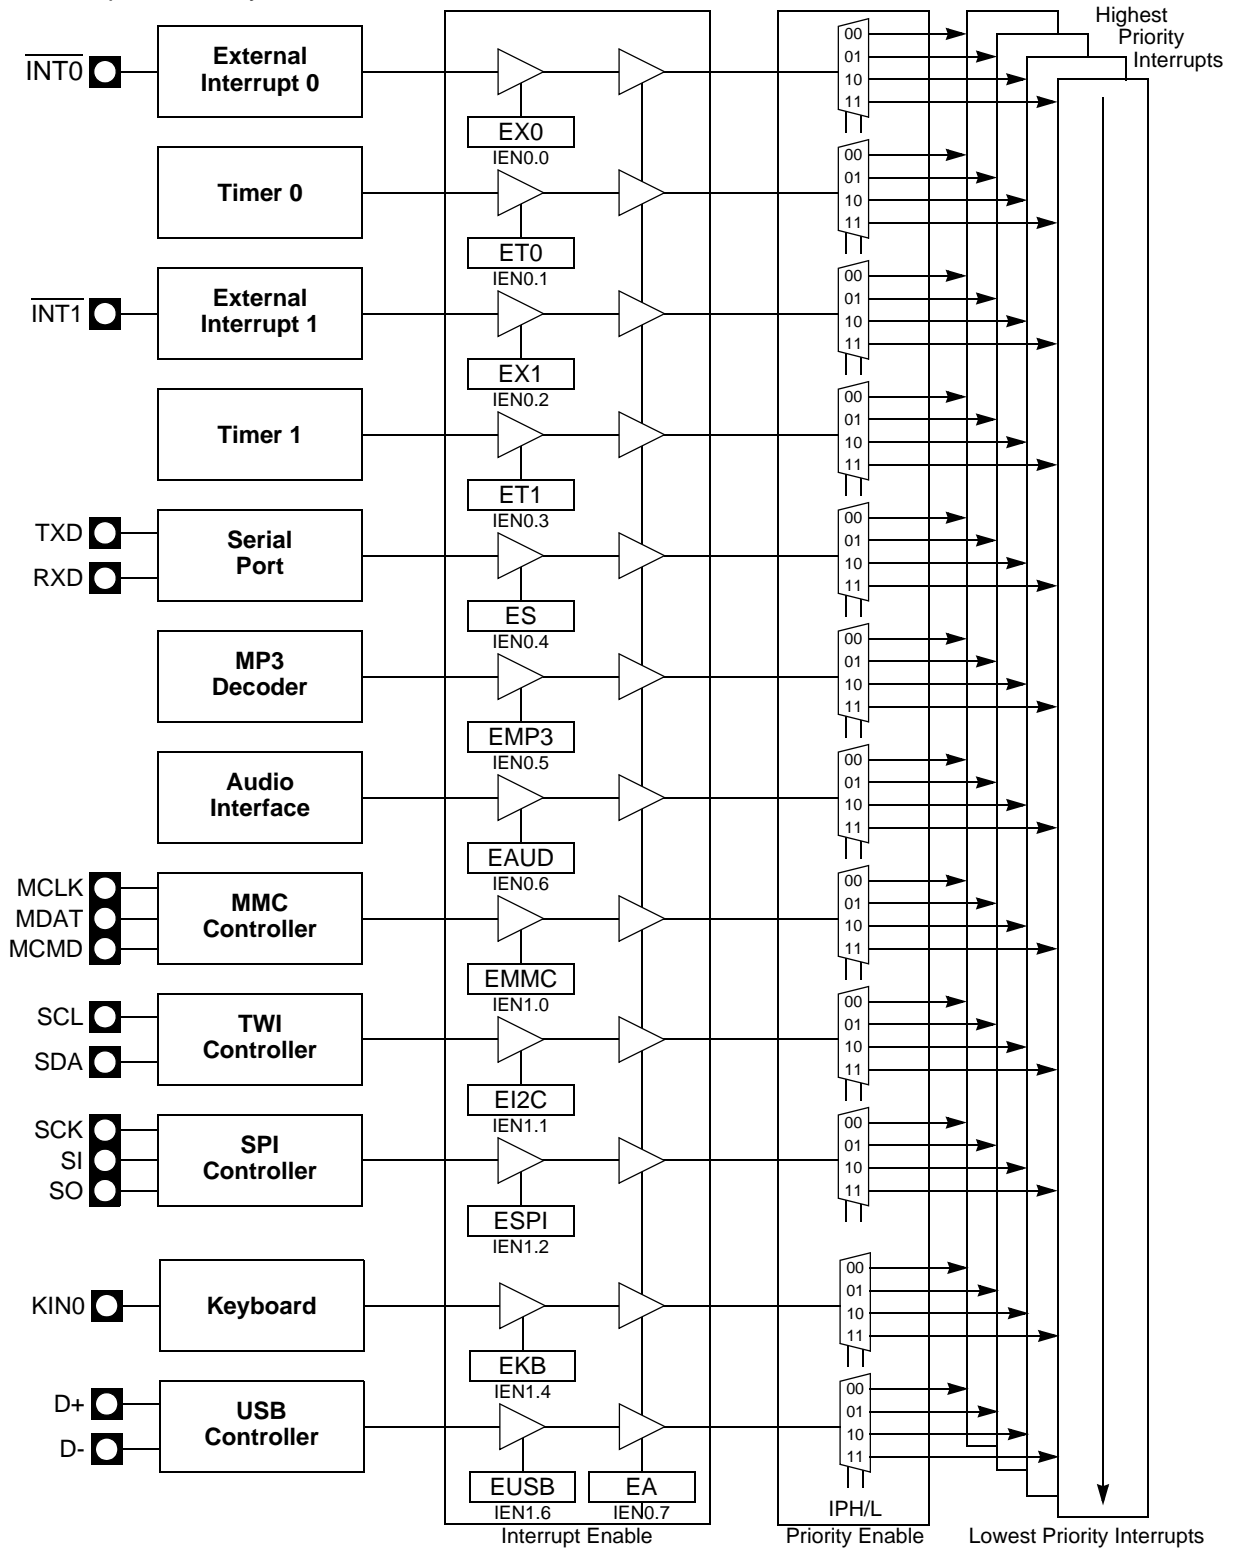 Highest
Priority
Interrupts
INT0
External
Interrupt 0
EX0
IEN0.0
00
01
10
11
Timer 0
ET0
IEN0.1
00
01
10
11
INT1
External
Interrupt 1
EX1
IEN0.2
00
01
10
11
Timer 1
ET1
IEN0.3
00
01
10
11
TXD
RXD
Serial
Port
ES
IEN0.4
00
01
10
11
MP3
Decoder
EMP3
IEN0.5
00
01
10
11
Audio
Interface
EAUD
IEN0.6
00
01
10
11
MCLK
MDAT
MCMD
MMC
Controller
EMMC
IEN1.0
00
01
10
11
SCL
SDA
TWI
Controller
EI2C
IEN1.1
00
01
10
11
SCK
SI
SO
SPI
Controller
ESPI
IEN1.2
00
01
10
11
KIN0
Keyboard
EKB
IEN1.4
00
01
10
11
D+
D-
USB
Controller
EUSB
IEN1.6
EA
IEN0.7
00
01
10
11
IPH/L
Interrupt Enable
Priority Enable
Lowest Priority Interrupts